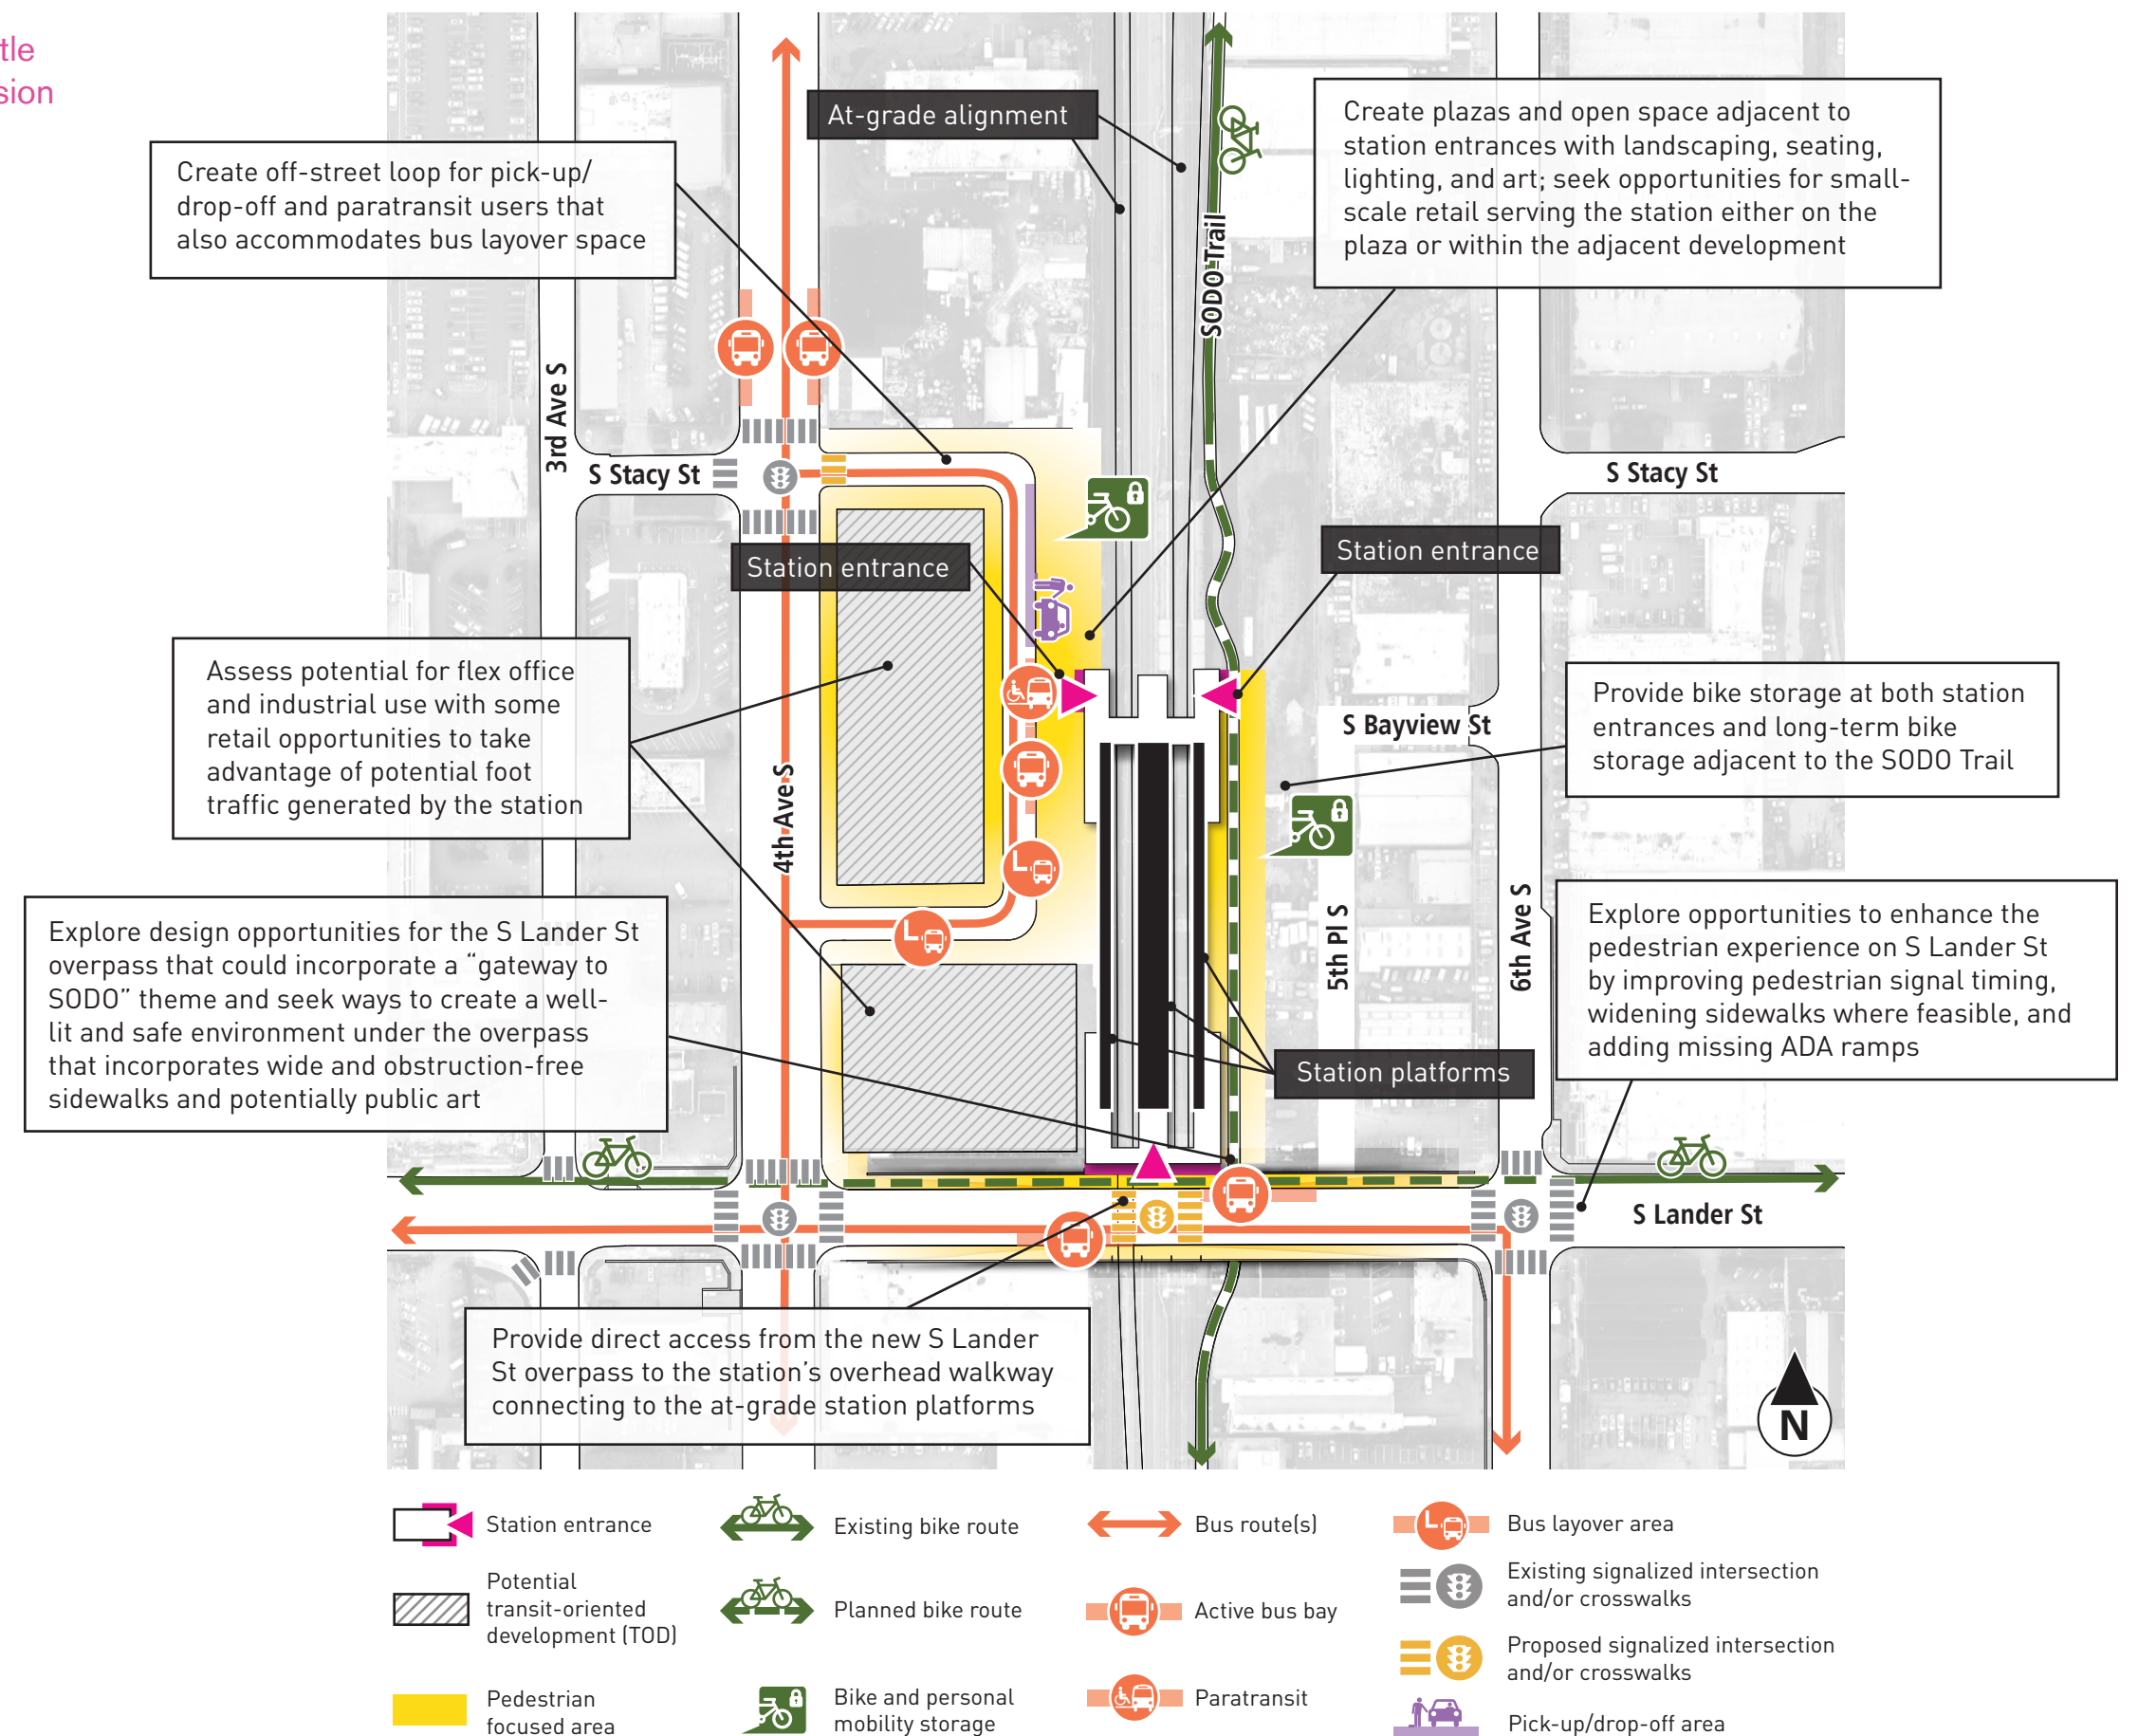 tle
sion
At-grade alignment
Create off-street loop for pick-up/
drop-off and paratransit users that
also accommodates bus layover space
Create plazas and open space adjacent to
station entrances with landscaping, seating,
lighting, and art; seek opportunities for small-
scale retail serving the station either on the
plaza or within the adjacent development
SODO Trail
3rd Ave S
S Stacy St
S Stacy St
Station entrance
Station entrance
Assess potential for flex office
and industrial use with some
retail opportunities to take
advantage of potential foot
traffic generated by the station
S Bayview St
Provide bike storage at both station
entrances and long-term bike
storage adjacent to the SODO Trail
4th Ave S
L
L
5th Pl S
6th Ave S
Explore design opportunities for the S Lander St
overpass that could incorporate a “gateway to
SODO” theme and seek ways to create a well-
lit and safe environment under the overpass
that incorporates wide and obstruction-free
sidewalks and potentially public art
Explore opportunities to enhance the
pedestrian experience on S Lander St
by improving pedestrian signal timing,
widening sidewalks where feasible, and
adding missing ADA ramps
Station platforms
S Lander St
Provide direct access from the new S Lander
St overpass to the station’s overhead walkway
connecting to the at-grade station platforms
N
Station entrance
Existing bike route
Bus route(s)
L
Bus layover area
Potential
transit-oriented
development (TOD)
Planned bike route
Active bus bay
Existing signalized intersection
and/or crosswalks
Proposed signalized intersection
and/or crosswalks
Pedestrian
focused area
Bike and personal
mobility storage
Paratransit
Pick-up/drop-off area